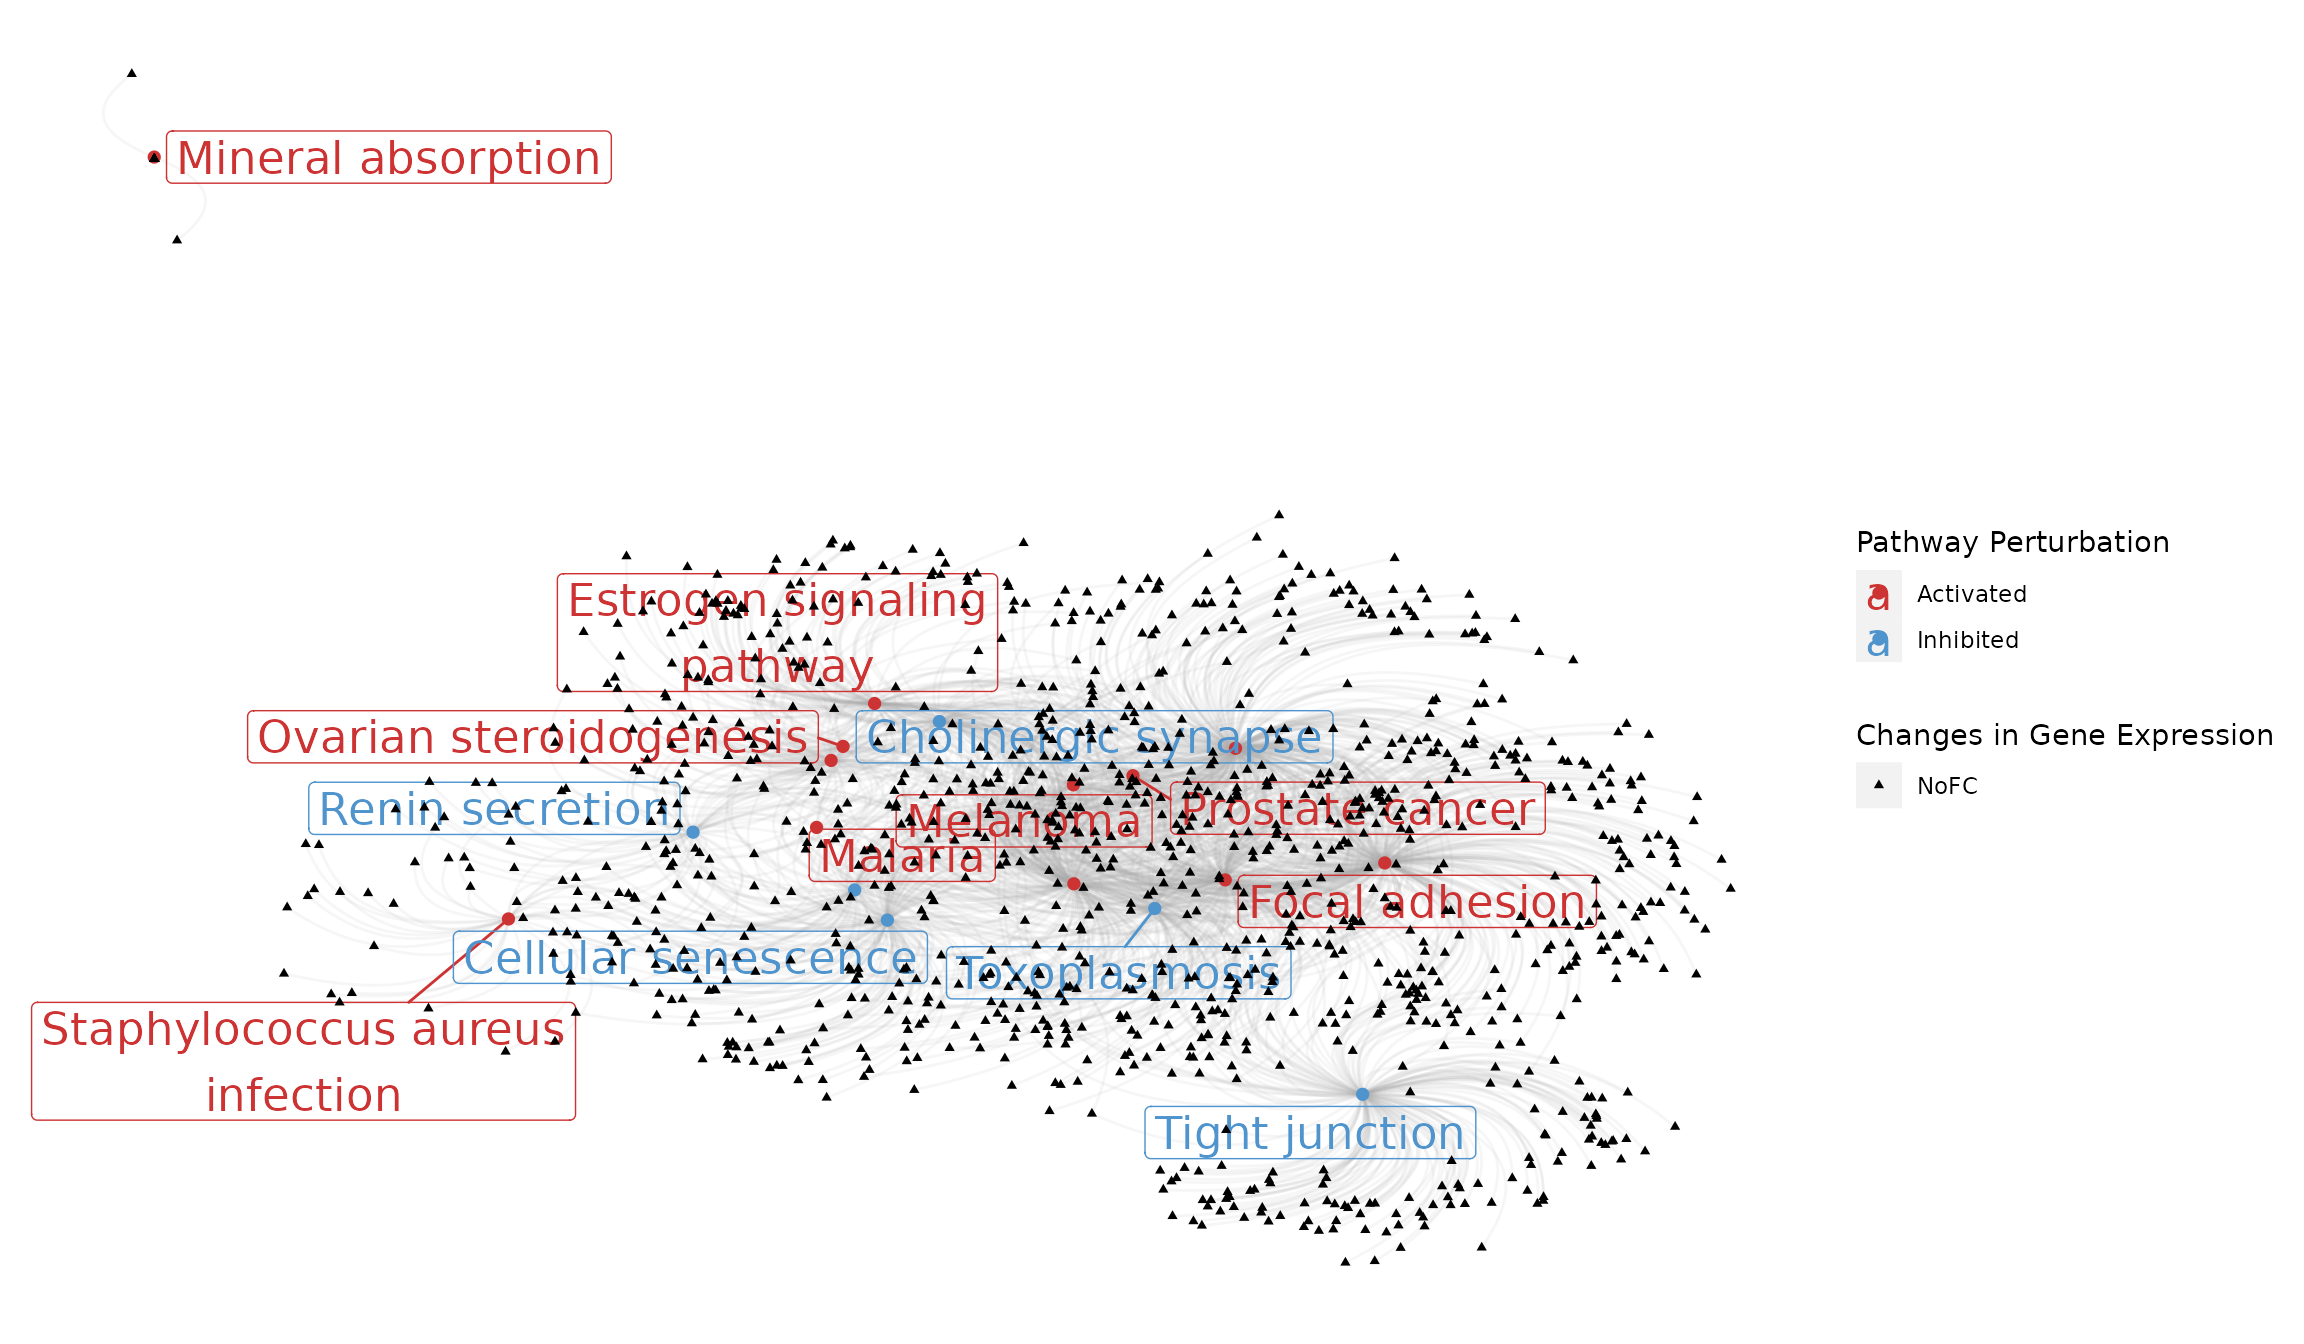 Mineral absorption
Estrogen signaling
pathway
Ovarian steroidogenesis
Cholinergic synapse
Renin secretion
Melanoma
Prostate cancer
Malaria
Focal adhesion
Cellular senescence
Toxoplasmosis
Staphylococcus aureus
infection
Tight junction
Pathway Perturbation
a Activated
a Inhibited
Changes in Gene Expression
NoFC